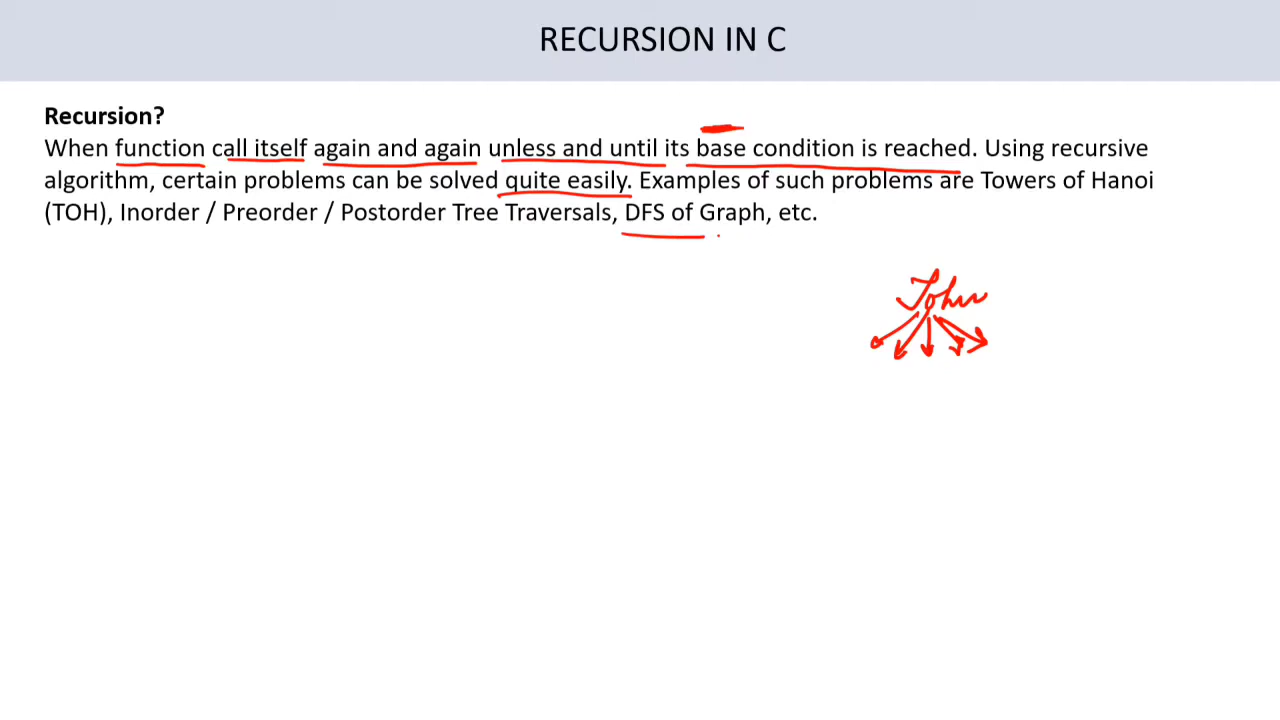 RECURSION IN C
Recursion?
When function call itself again and again unless and until its base condition is reached. Using recursive
algorithm, certain problems can be solved quite easily. Examples of such problems are Towers of Hanoi
(TOH), Inorder / Preorder / Postorder Tree Traversals, DFS of Graph, etc.
John